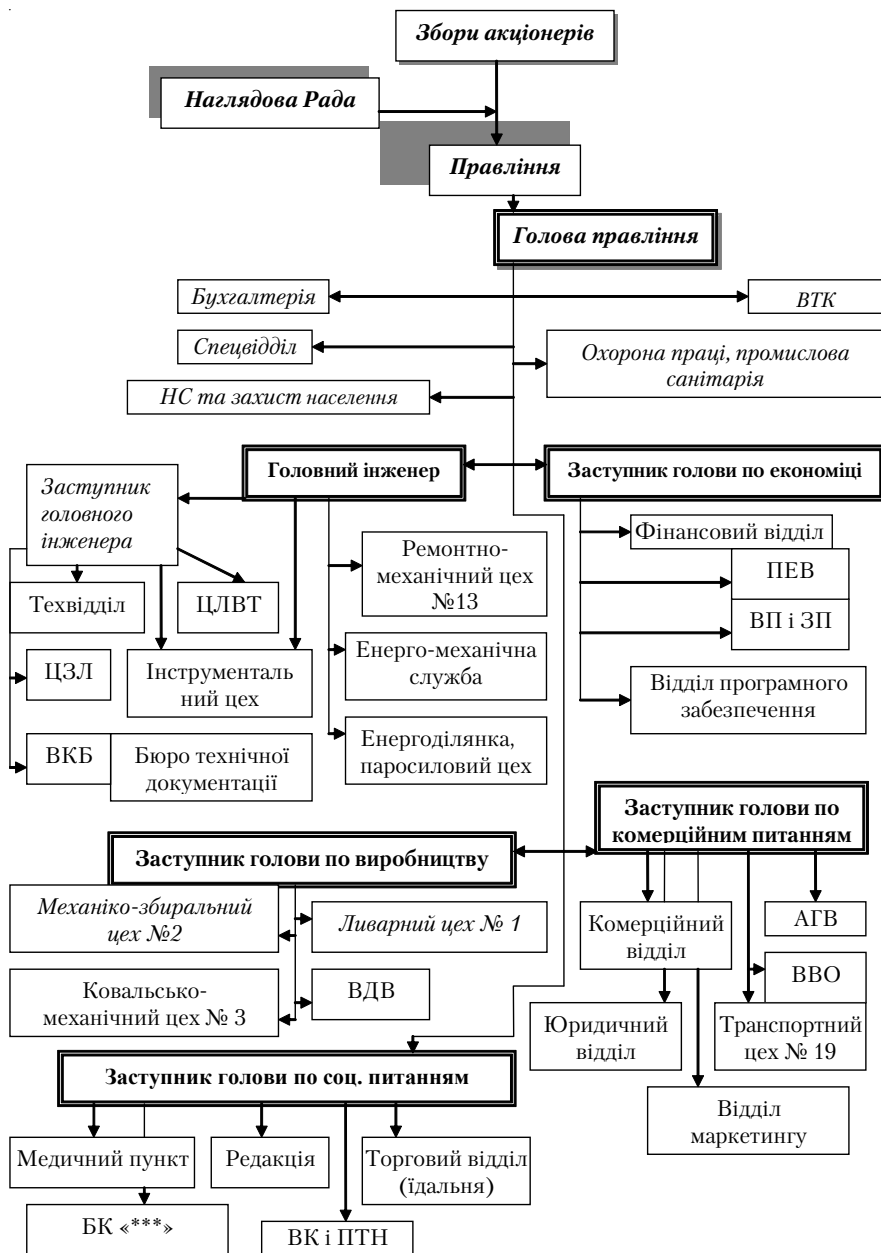 Збори акціонерів
Наглядова Рада
Правління
Голова правління
Бухгалтерія
ВТК
Спецвідділ
Охорона праці, промислова
санітарія
НС та захист населення
Головний інженер
Заступник голови по економіці
Заступник
головного
інженера
Фінансовий відділ
Ремонтно-
механічний цех
№13
ПЕВ
Техвідділ
ЦЛВТ
ВП і ЗП
ЦЗЛ
Інструменталь
ний цех
Енерго-механічна
служба
Відділ програмного
забезпечення
ВКБ
Бюро технічної
документації
Енергоділянка,
паросиловий цех
Заступник голови по
комерційним питанням
Заступник голови по виробництву
Механіко-збиральний
цех №2
Ливарний цех № 1
Комерційний
відділ
АГВ
Ковальсько-
механічний цех № 3
ВДВ
ВВО
Юридичний
відділ
Транспортний
цех № 19
Заступник голови по соц. питанням
Відділ
маркетингу
Медичний пункт
Редакція
Торговий відділ
(їдальня)
БК «***»
ВК і ПТН